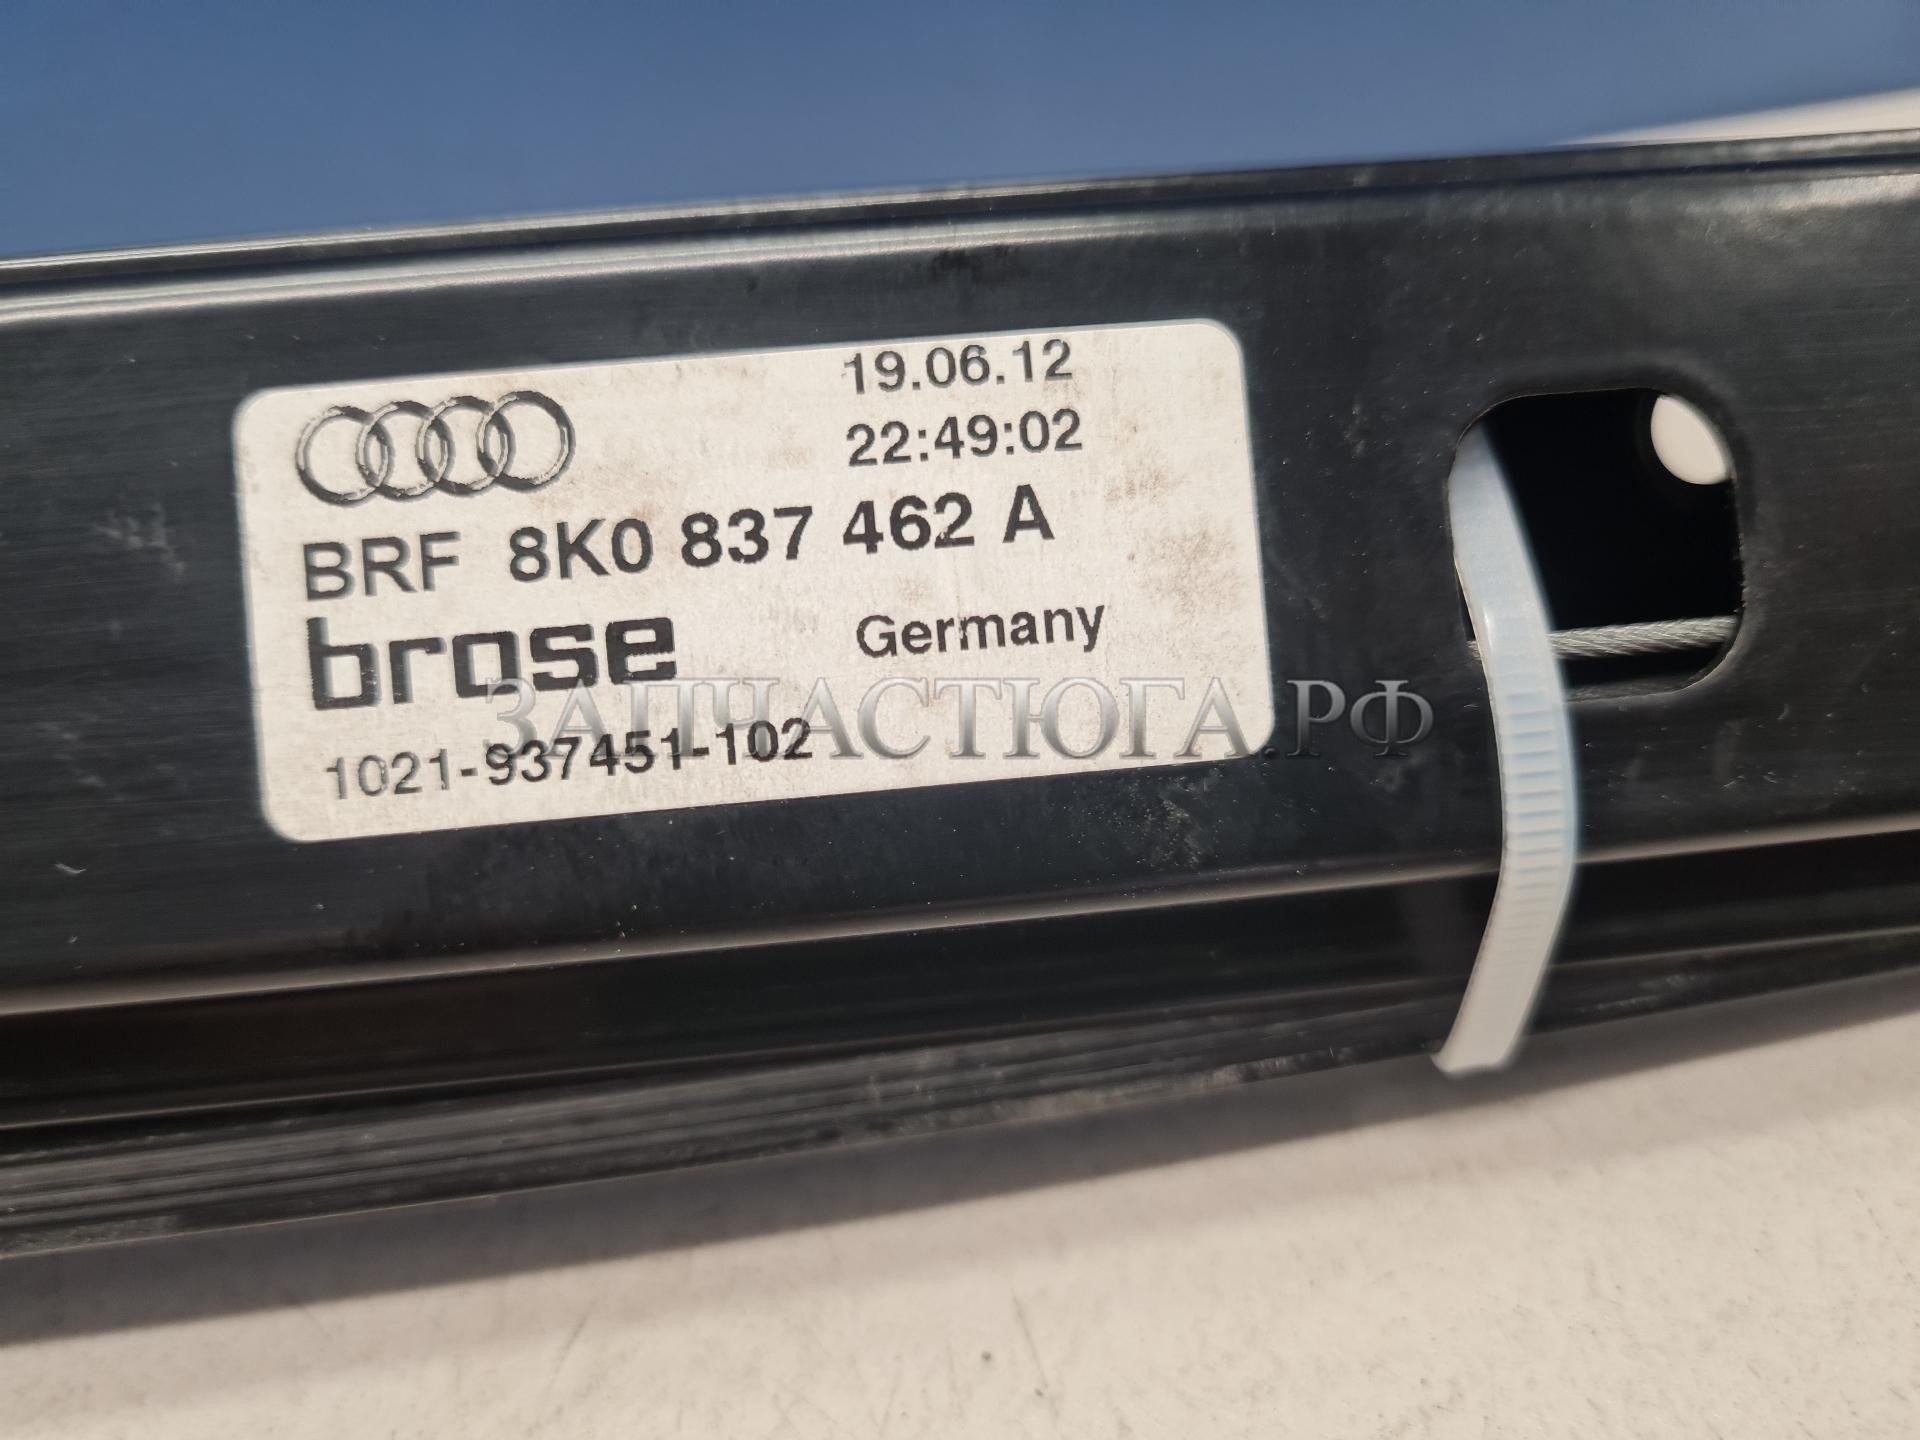 19.06.12
22:49:02
BRF 8K0 837 462 A
brose Germany
ЗАПЧАСТЮГА.РФ
1021-937451-102